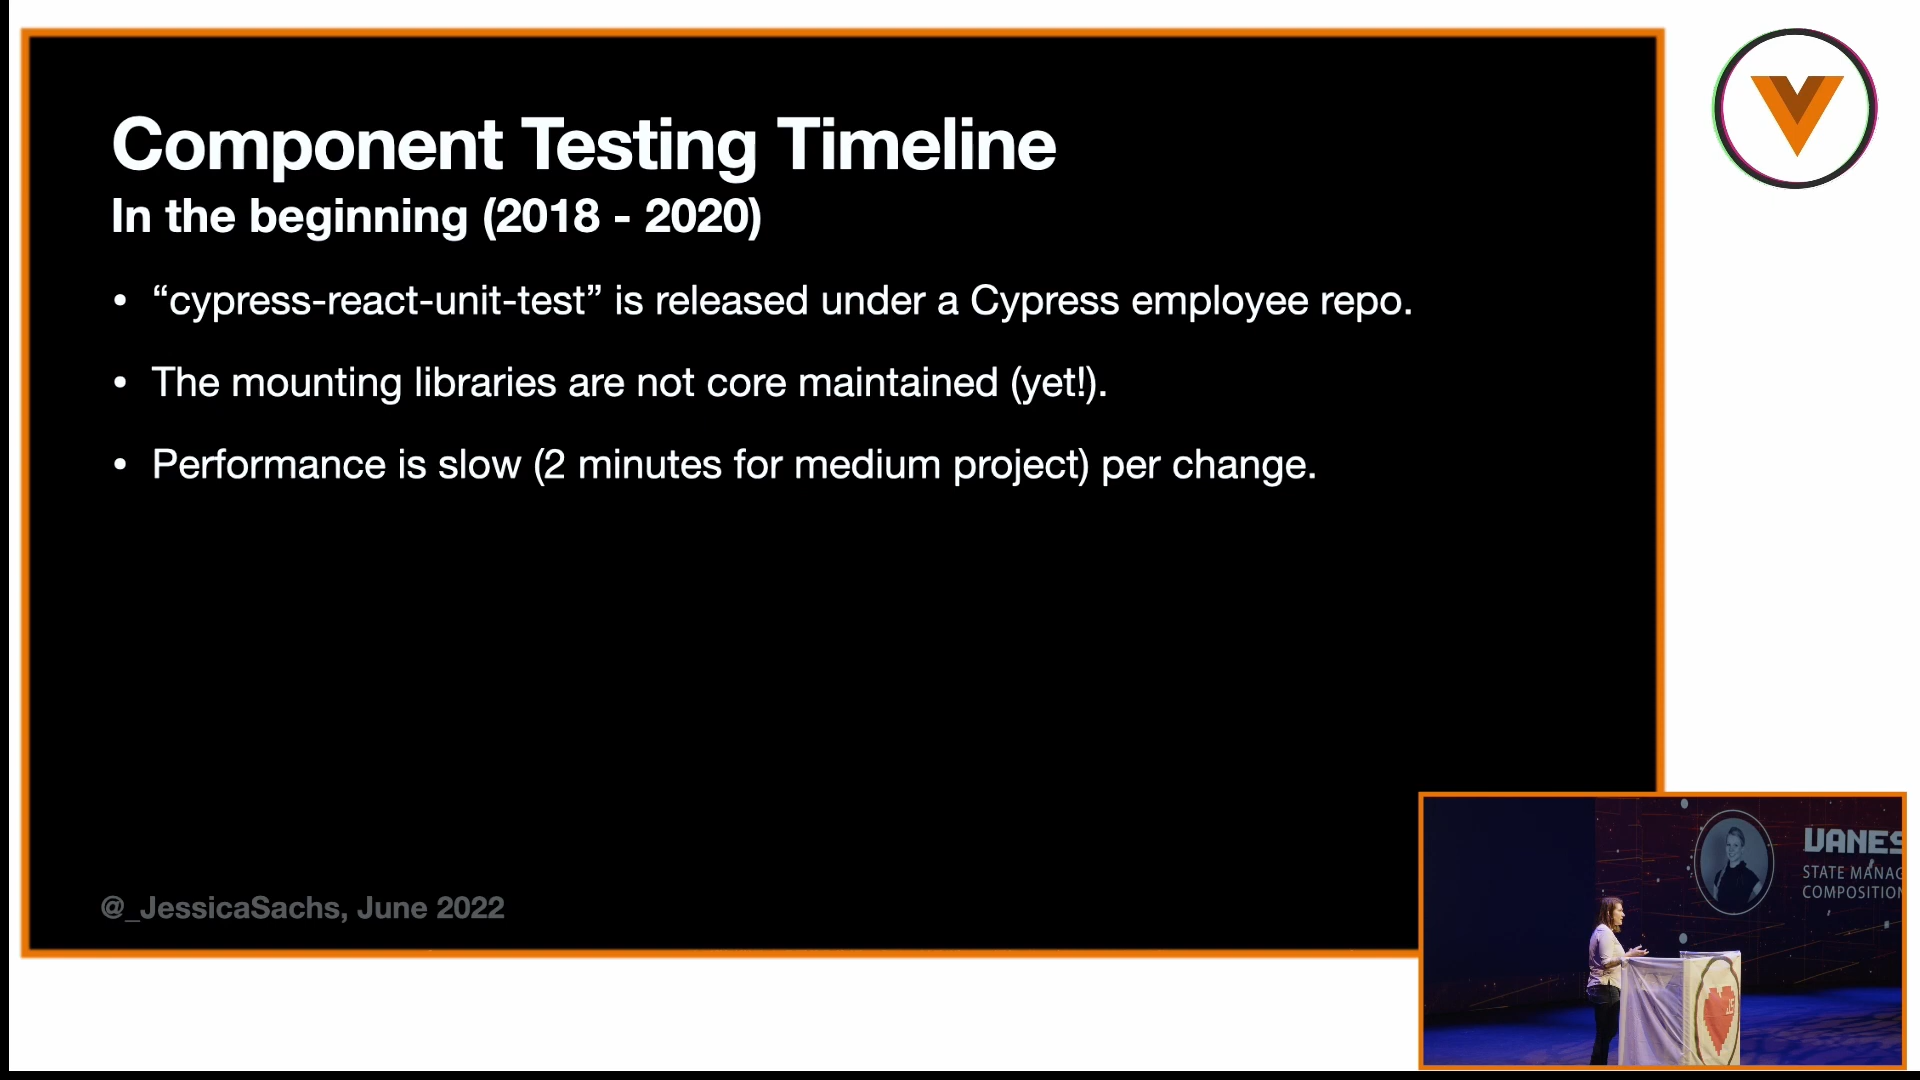 Component Testing Timeline
In the beginning (2018 - 2020)
• “cypress-react-unit-test” is released under a Cypress employee repo.
• The mounting libraries are not core maintained (yet!).
• Performance is slow (2 minutes for medium project) per change.
@_JessicaSachs, June 2022
VANES
STATE MANAG
COMPOSITION
JS